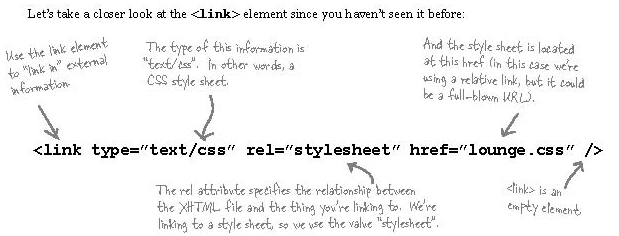 Let's take a closer look at the <link> element since you haven't seen it before:
Use the link element
to "link in" external
information.
The type of this information is
"text/css". In other words, a
CSS style sheet.
And the style sheet is located
at this href (in this case we're
using a relative link, but it could
be a full-blown URL).
<link type="text/css" rel="stylesheet" href="lounge.css" />
The rel attribute specifies the relationship between
the XHTML file and the thing you're linking to. We're
linking to a style sheet, so we use the value "stylesheet".
<link> is an
empty element.